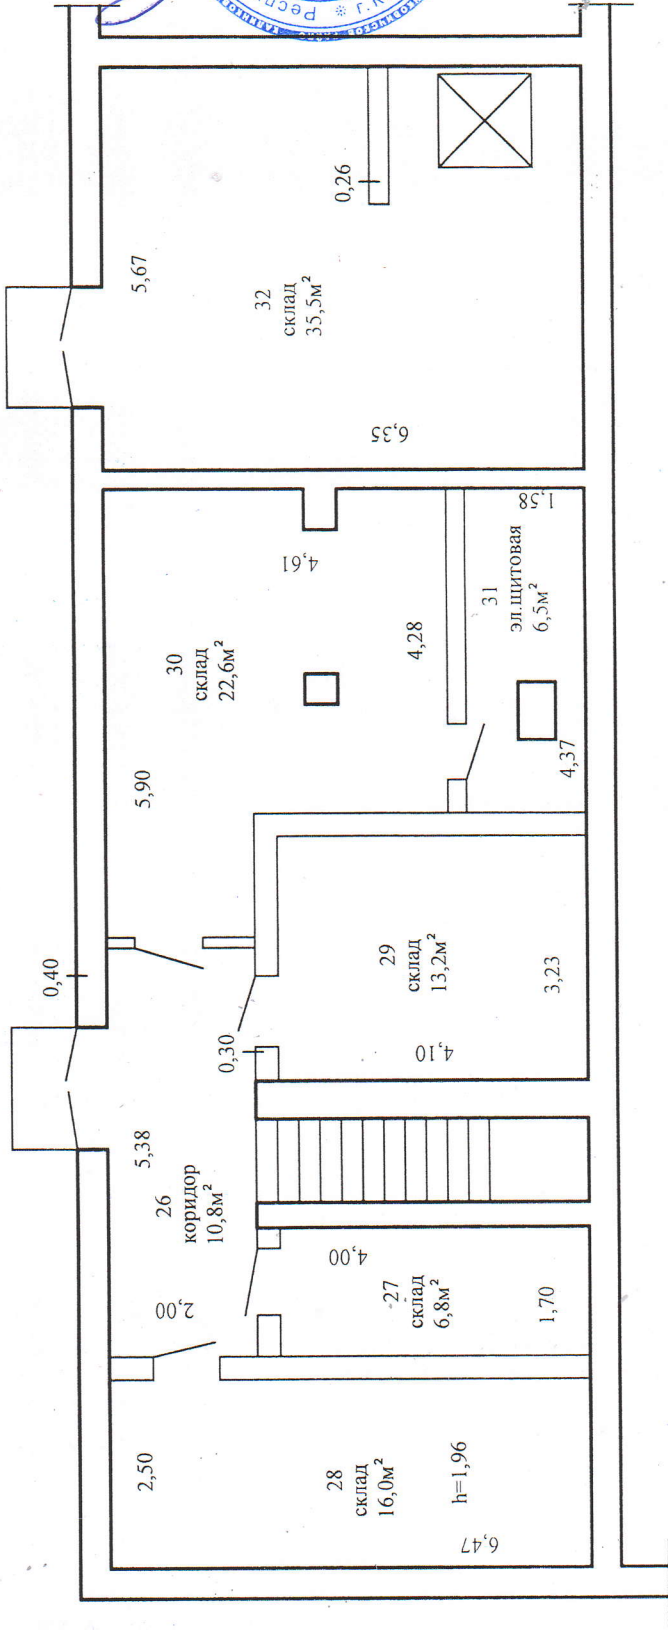 Респ
г.К
0,26
5,67
32
склад
35,5м²
6,35
1,58
4,61
31
эл.щитовая
6,5м²
30
склад
22,6м²
4,28
4,37
5,90
0,40
29
склад
13,2м²
3,23
4,10
0,30
5,38
26
коридор
10,8м²
4,00
2,00
27
склад
6,8м²
1,70
2,50
28
склад
16,0м²
h=1,96
6,47